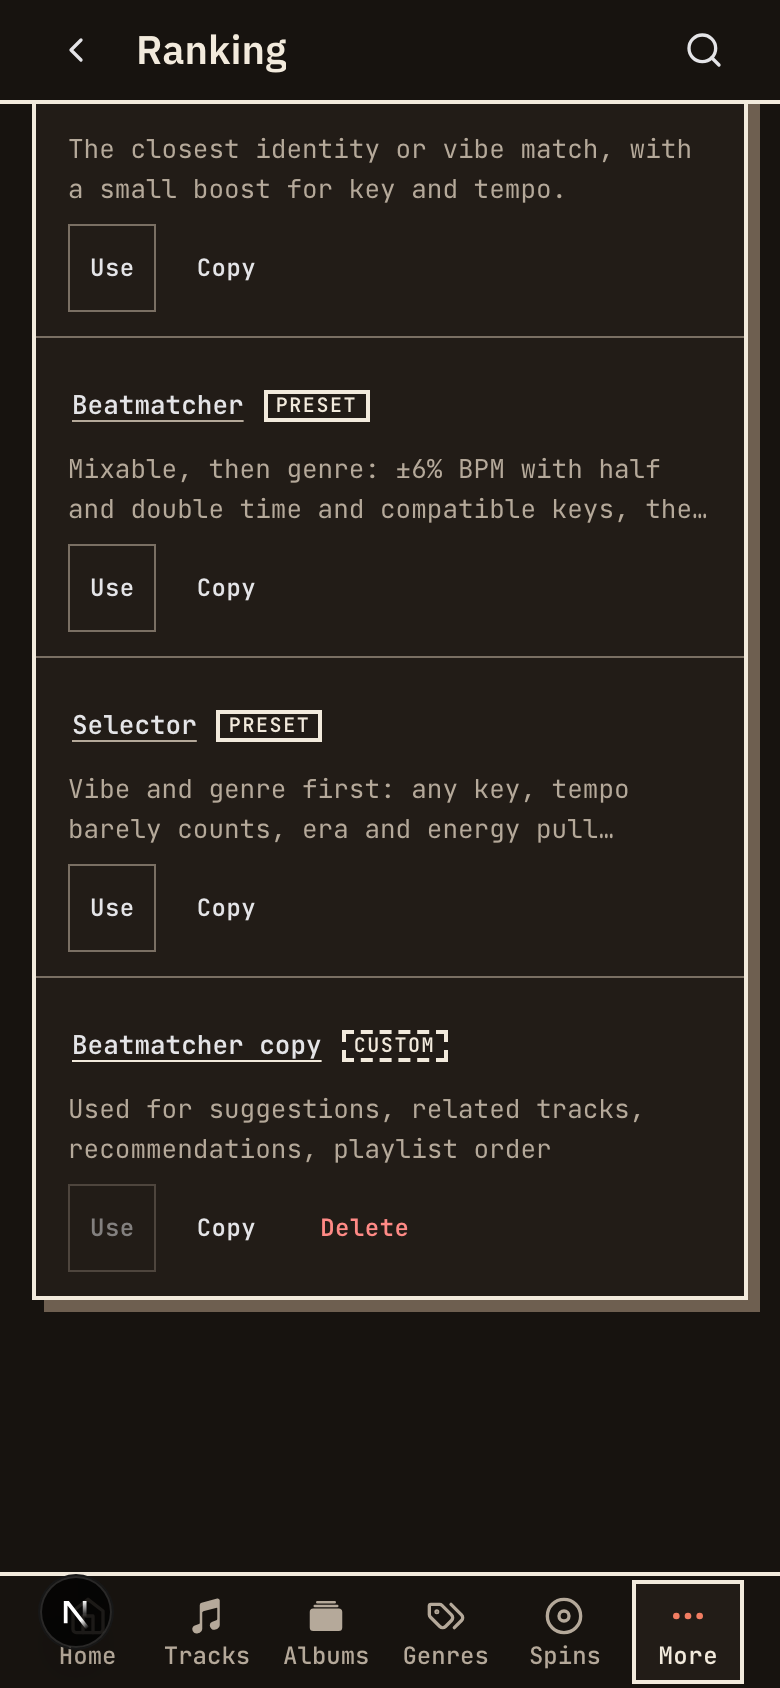 Ranking
The closest identity or vibe match, with
a small boost for key and tempo.
Use Copy
Beatmatcher PRESET
Mixable, then genre: ±6% BPM with half
and double time and compatible keys, the…
Use Copy
Selector PRESET
Vibe and genre first: any key, tempo
barely counts, era and energy pull…
Use Copy
Beatmatcher copy CUSTOM
Used for suggestions, related tracks,
recommendations, playlist order
Use Copy Delete
N
Home Tracks Albums Genres Spins More